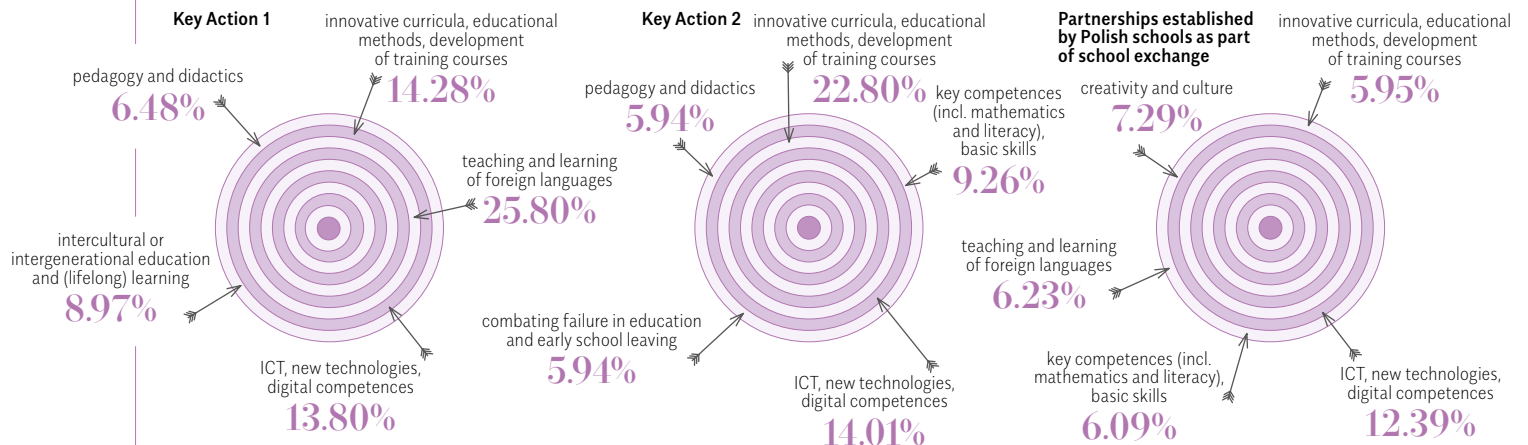 Key Action 1
innovative curricula, educational
methods, development
of training courses
14.28%
pedagogy and didactics
6.48%
teaching and learning
of foreign languages
25.80%
intercultural or
intergenerational education
and (lifelong) learning
8.97%
ICT, new technologies,
digital competences
13.80%
Key Action 2
innovative curricula, educational
methods, development
of training courses
22.80%
pedagogy and didactics
5.94%
key competences
(incl. mathematics
and literacy),
basic skills
9.26%
combating failure in education
and early school leaving
5.94%
ICT, new technologies,
digital competences
14.01%
Partnerships established
by Polish schools as part
of school exchange
innovative curricula, educational
methods, development
of training courses
5.95%
creativity and culture
7.29%
teaching and learning
of foreign languages
6.23%
key competences (incl.
mathematics and literacy),
basic skills
6.09%
ICT, new technologies,
digital competences
12.39%